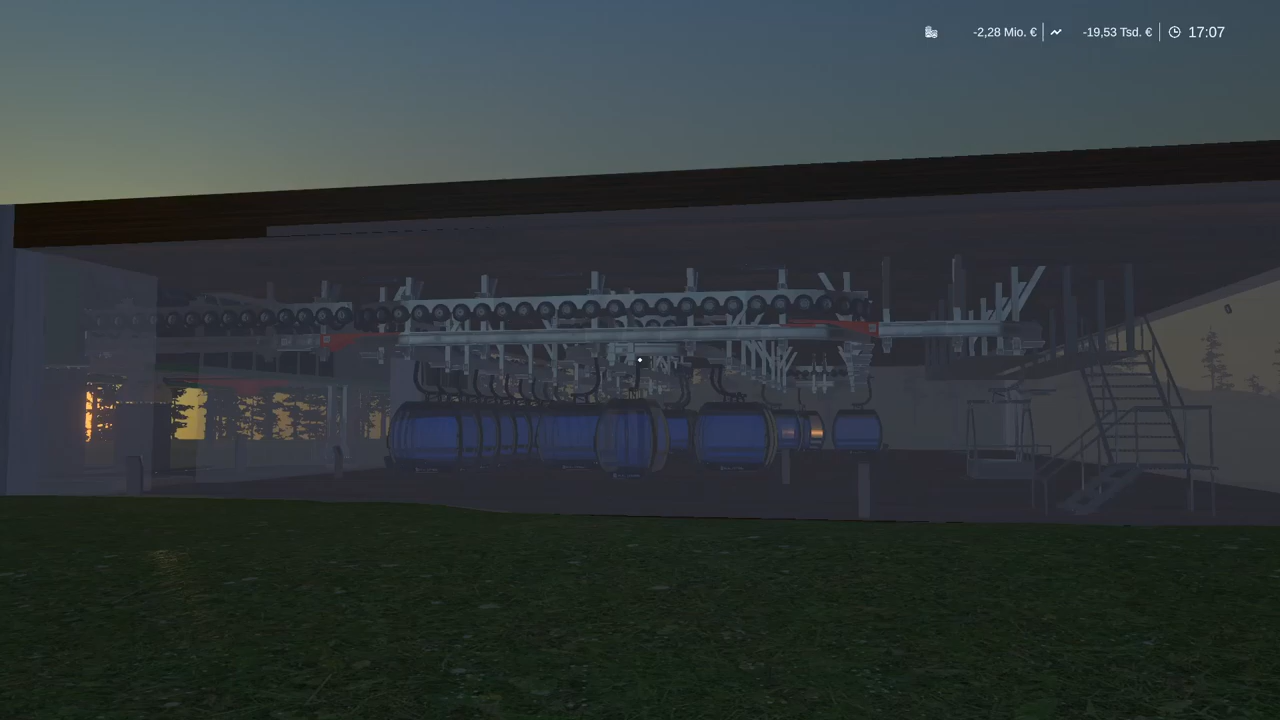 -2,28 Mio. € -19,53 Tsd. € 17:07